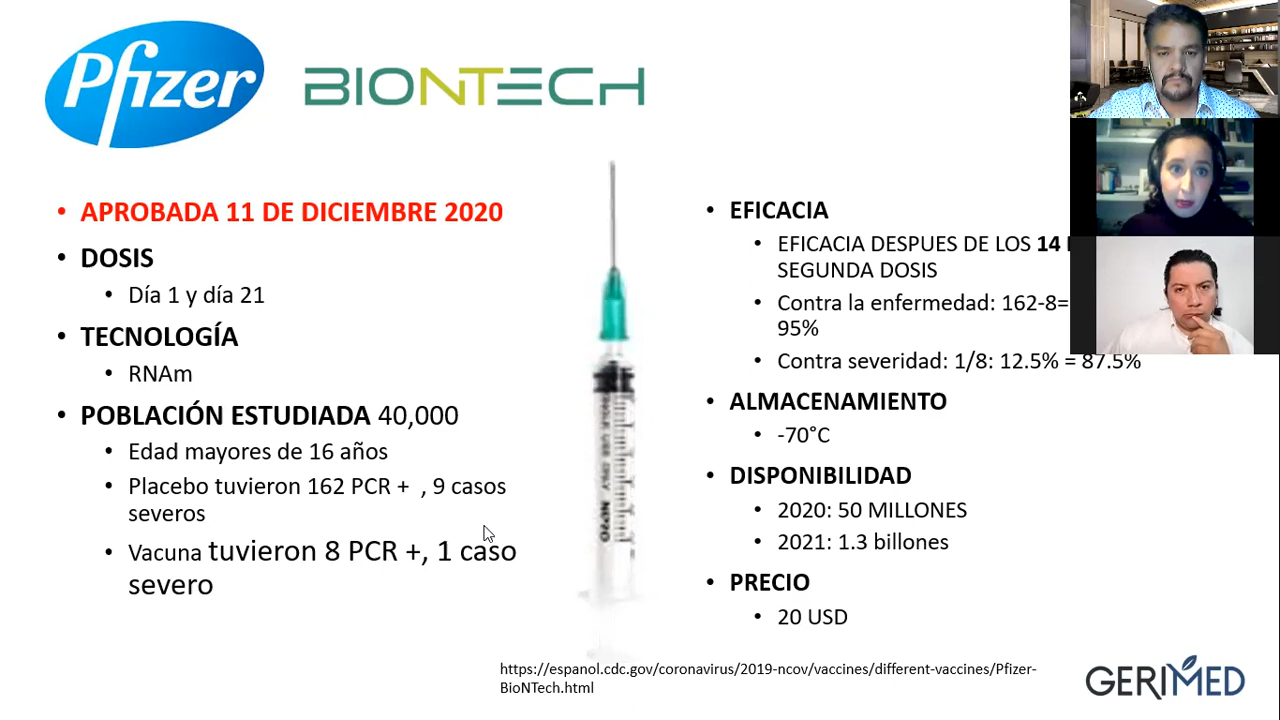 Pfizer
BIONTECH
• APROBADA 11 DE DICIEMBRE 2020
• DOSIS
• Día 1 y día 21
• TECNOLOGÍA
• RNAm
• POBLACIÓN ESTUDIADA 40,000
• Edad mayores de 16 años
• Placebo tuvieron 162 PCR + , 9 casos
severos
• Vacuna tuvieron 8 PCR +, 1 caso
severo
• EFICACIA
• EFICACIA DESPUES DE LOS 14
SEGUNDA DOSIS
• Contra la enfermedad: 162-8=
95%
• Contra severidad: 1/8: 12.5% = 87.5%
• ALMACENAMIENTO
• -70°C
• DISPONIBILIDAD
• 2020: 50 MILLONES
• 2021: 1.3 billones
• PRECIO
• 20 USD
https://espanol.cdc.gov/coronavirus/2019-ncov/vaccines/different-vaccines/Pfizer-
BioNTech.html
GERIMED